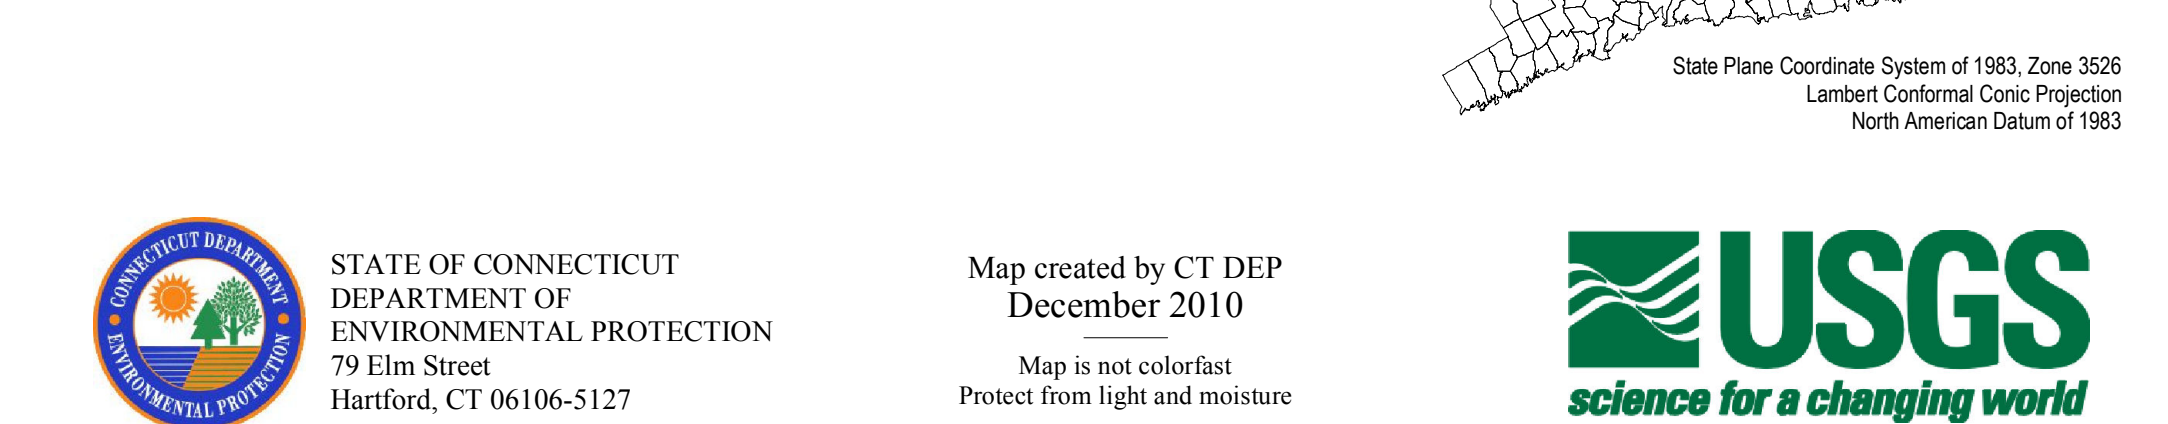 State Plane Coordinate System of 1983, Zone 3526
Lambert Conformal Conic Projection
North American Datum of 1983
CONNECTICUT DEPARTMENT
ENVIRONMENTAL PROTECTION
STATE OF CONNECTICUT
DEPARTMENT OF
ENVIRONMENTAL PROTECTION
79 Elm Street
Hartford, CT 06106-5127
Map created by CT DEP
December 2010
Map is not colorfast
Protect from light and moisture
USGS
science for a changing world